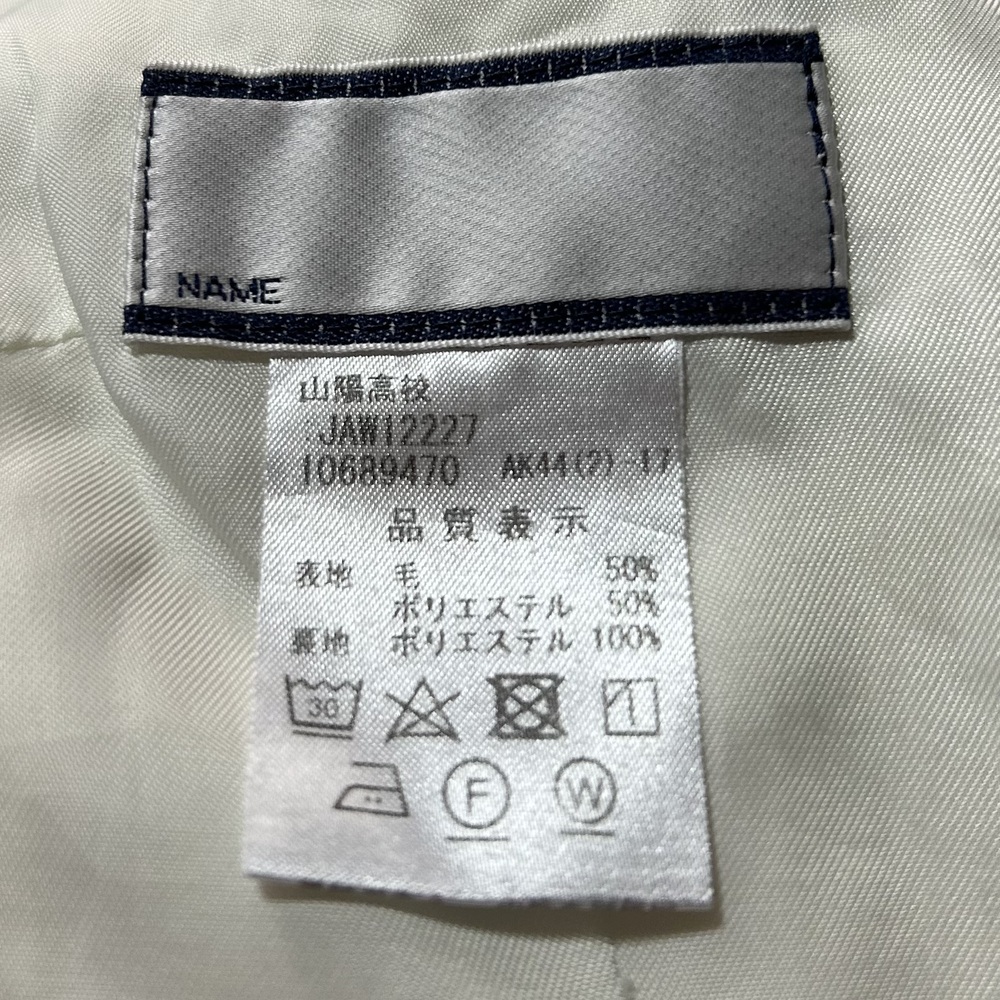 NAME
山陽高校
:JAW12227
10689470 AK44(2)-17
品質表示
表地 毛 50%
ポリエステル 50%
裏地 ポリエステル 100%
30
F W